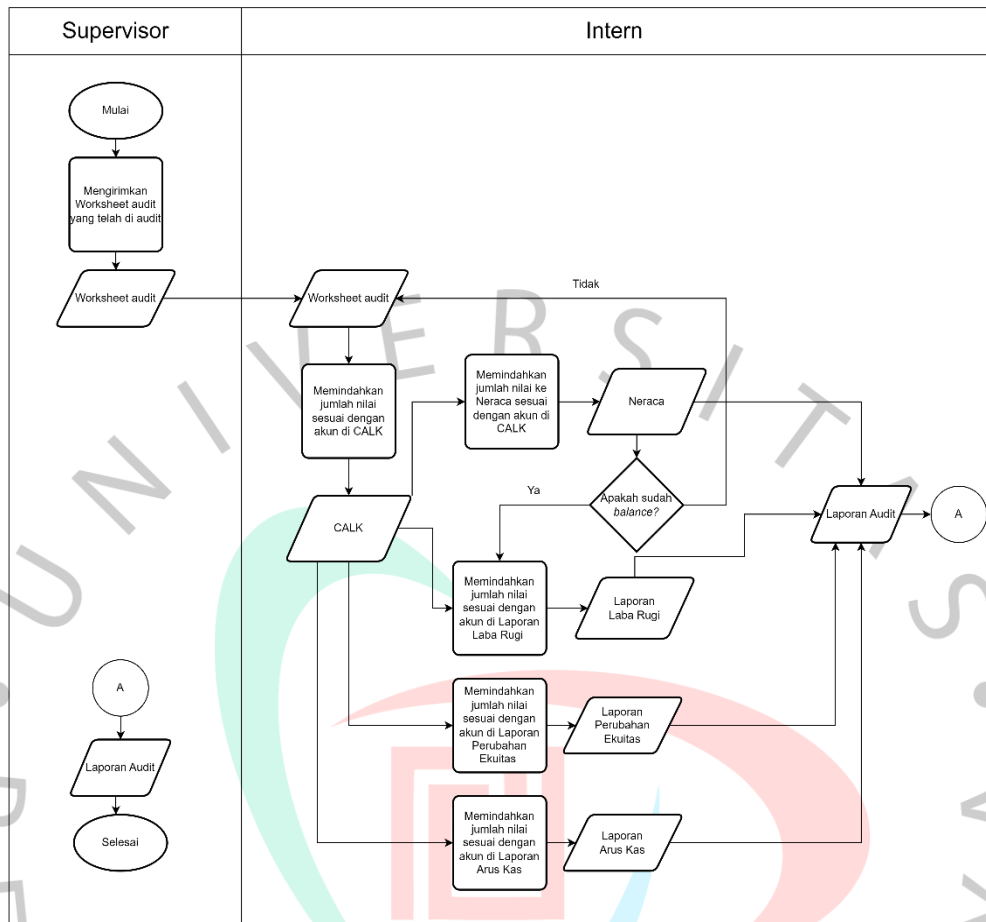 Supervisor
Intern
Mulai
Mengirimkan
Worksheet audit
yang telah di audit
Worksheet audit
Worksheet audit
Tidak
Memindahkan
jumlah nilai
sesuai dengan
akun di CALK
Memindahkan
jumlah nilai ke
Neraca sesuai
dengan akun di
CALK
Neraca
Ya
Apakah sudah
balance?
CALK
Laporan Audit
A
Memindahkan
jumlah nilai
sesuai dengan
akun di Laporan
Laba Rugi
Laporan
Laba Rugi
A
Memindahkan
jumlah nilai
sesuai dengan
akun di Laporan
Perubahan
Ekuitas
Laporan
Perubahan
Ekuitas
Laporan Audit
Selesai
Memindahkan
jumlah nilai
sesuai dengan
akun di Laporan
Arus Kas
Laporan
Arus Kas
UNIVERSITAS